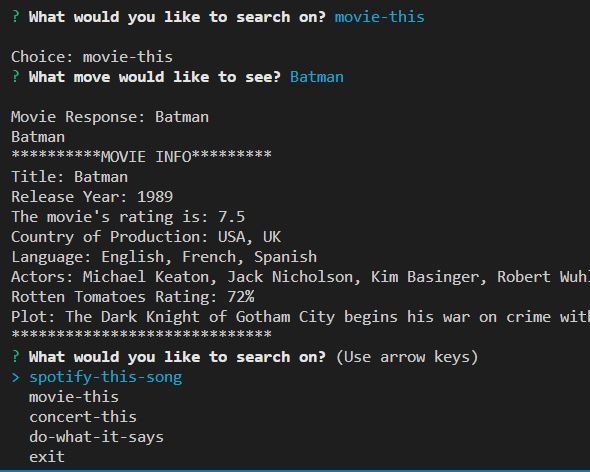 ? What would you like to search on? movie-this
Choice: movie-this
? What move would like to see? Batman
Movie Response: Batman
Batman
**********MOVIE INFO*********
Title: Batman
Release Year: 1989
The movie's rating is: 7.5
Country of Production: USA, UK
Language: English, French, Spanish
Actors: Michael Keaton, Jack Nicholson, Kim Basinger, Robert
Rotten Tomatoes Rating: 72%
Plot: The Dark Knight of Gotham City begins his war on crime
*****************************
? What would you like to search on? (Use arrow keys)
> spotify-this-song
movie-this
concert-this
do-what-it-says
exit